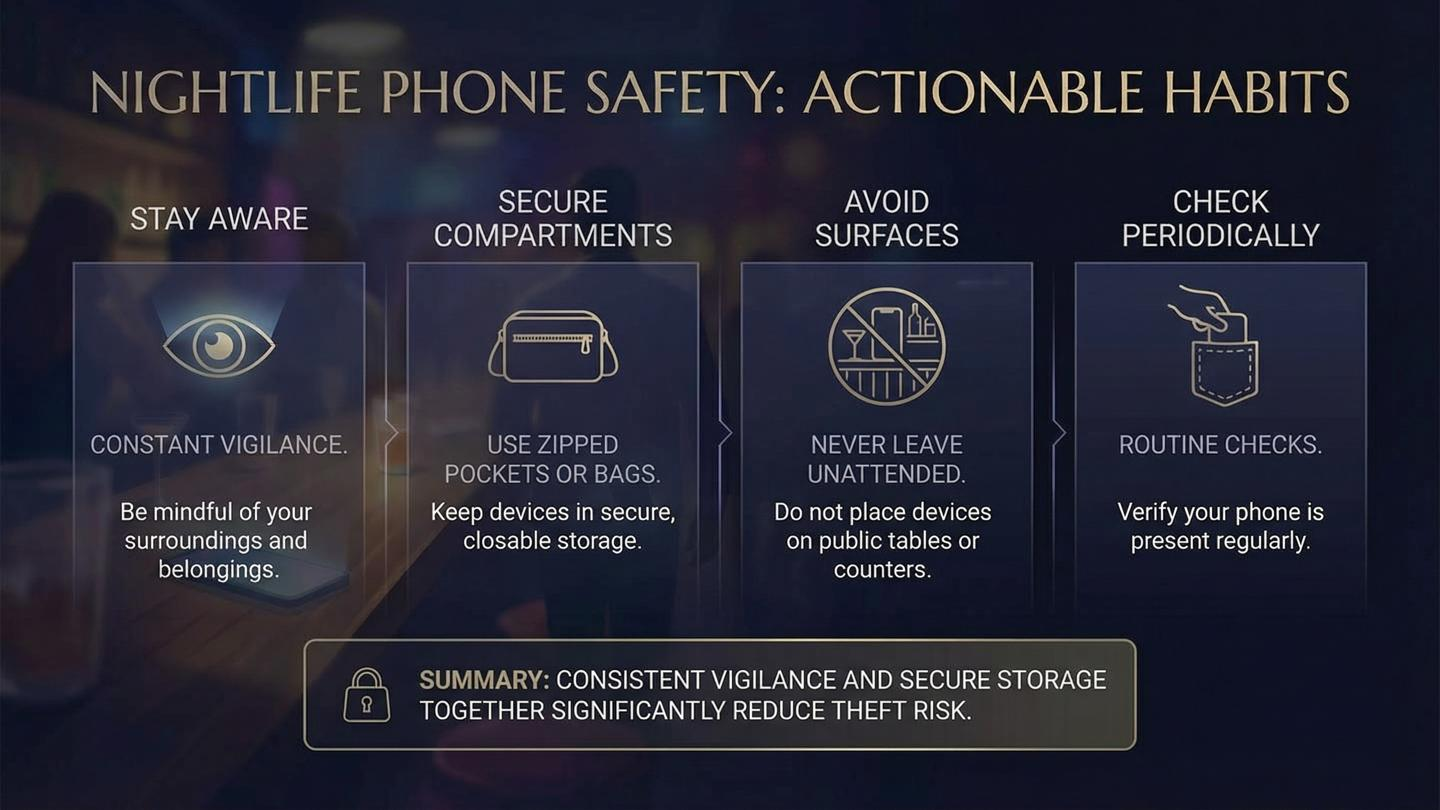 NIGHTLIFE PHONE SAFETY: ACTIONABLE HABITS
STAY AWARE
CONSTANT VIGILANCE.
Be mindful of your
surroundings and
belongings.
SECURE
COMPARTMENTS
USE ZIPPED
POCKETS OR BAGS.
Keep devices in secure,
closable storage.
AVOID
SURFACES
NEVER LEAVE
UNATTENDED.
Do not place devices
on public tables or
counters.
CHECK
PERIODICALLY
ROUTINE CHECKS.
Verify your phone is
present regularly.
SUMMARY: CONSISTENT VIGILANCE AND SECURE STORAGE
TOGETHER SIGNIFICANTLY REDUCE THEFT RISK.